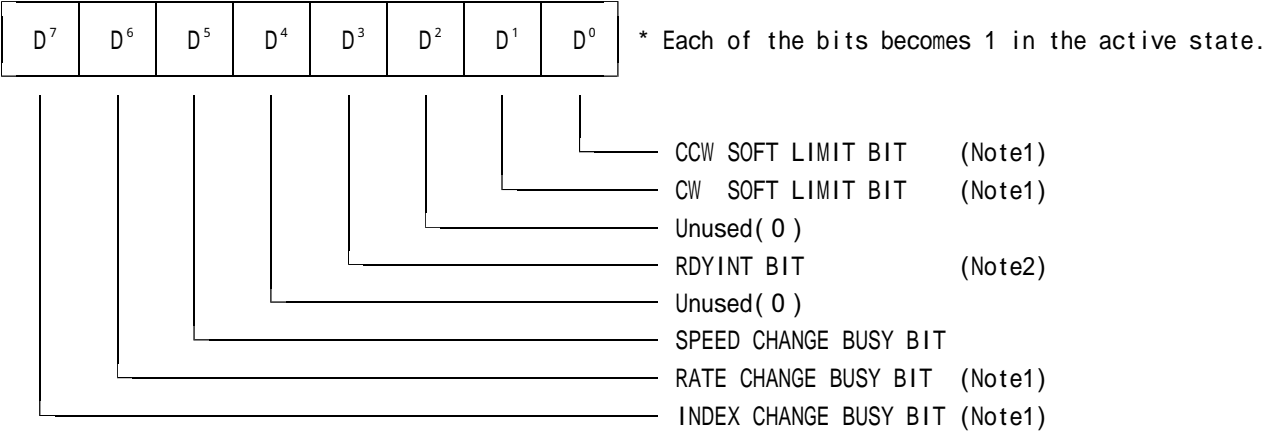 D7 D6 D5 D4 D3 D2 D1 D0 * Each of the bits becomes 1 in the active state.
CCW SOFT LIMIT BIT (Note1)
CW SOFT LIMIT BIT (Note1)
Unused( 0 )
RDYINT BIT (Note2)
Unused( 0 )
SPEED CHANGE BUSY BIT
RATE CHANGE BUSY BIT (Note1)
INDEX CHANGE BUSY BIT (Note1)